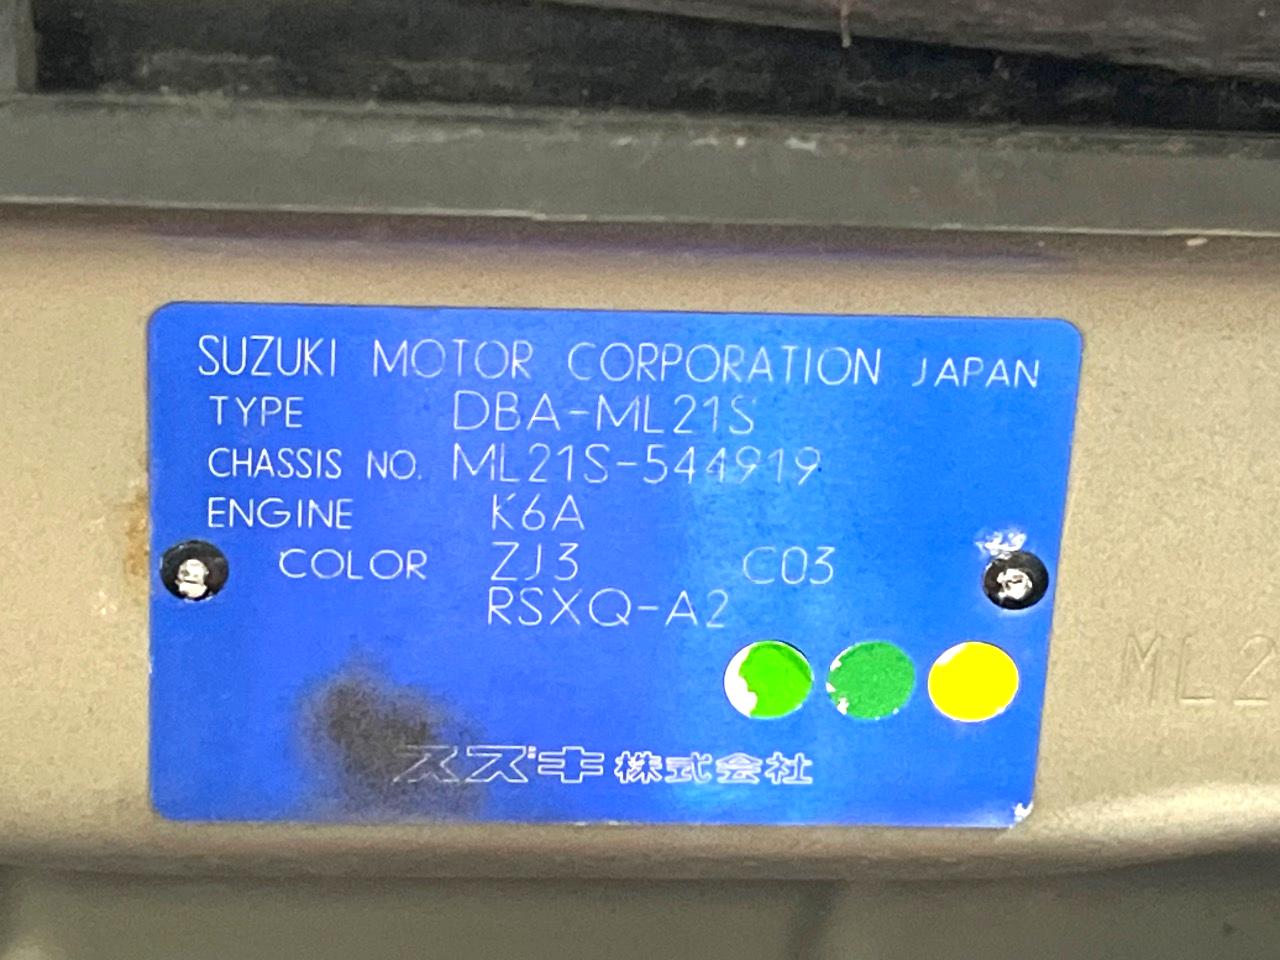 SUZUKI MOTOR CORPORATION JAPAN
TYPE DBA-ML21S
CHASSIS NO. ML21S-544919
ENGINE K6A
COLOR ZJ3 C03
RSXQ-A2
ML2
スズキ株式会社